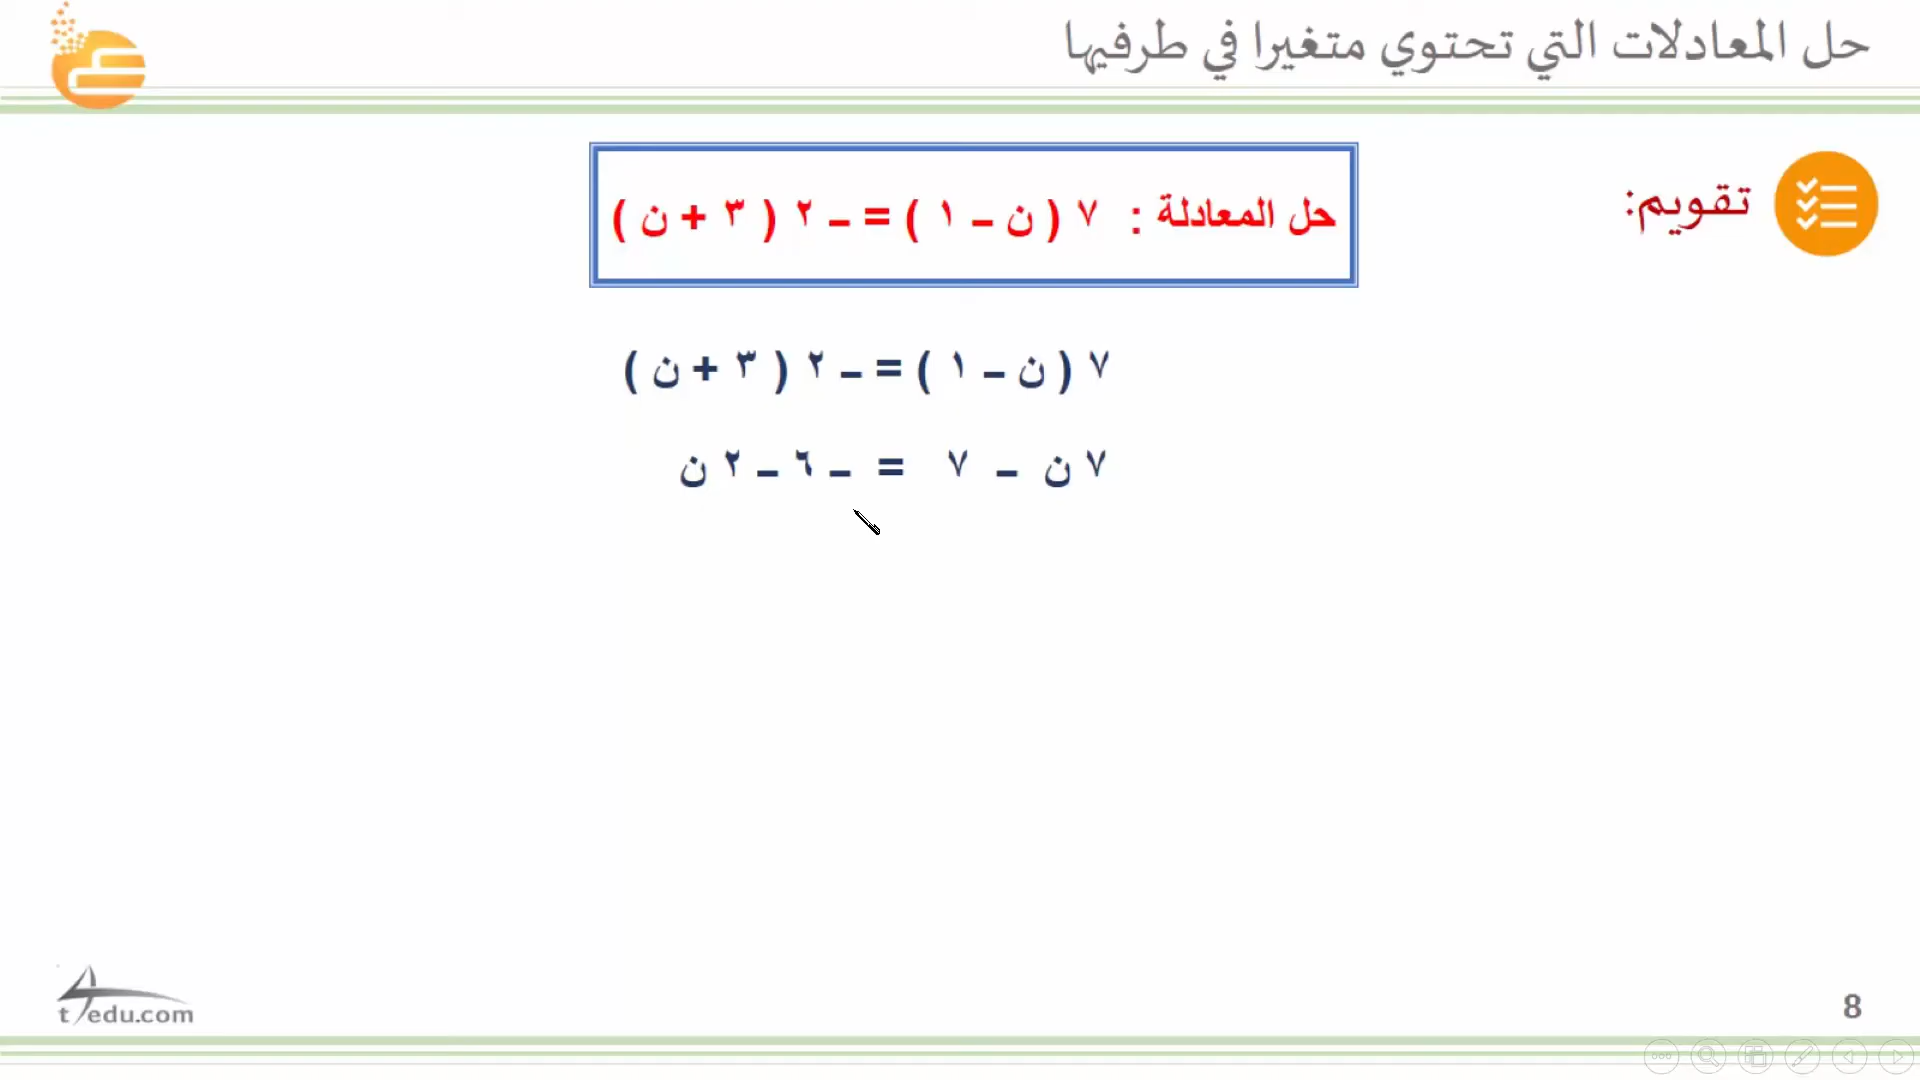 حل المعادلات التي تحتوي متغيرا في طرفيها
تقويم:
حل المعادلة : ٧ ( ن – ١ ) = – ٢ ( ٣ + ن )
٧ ( ن – ١ ) = – ٢ ( ٣ + ن )
٧ ن – ٧ = – ٦ – ٢ ن
t4edu.com
8